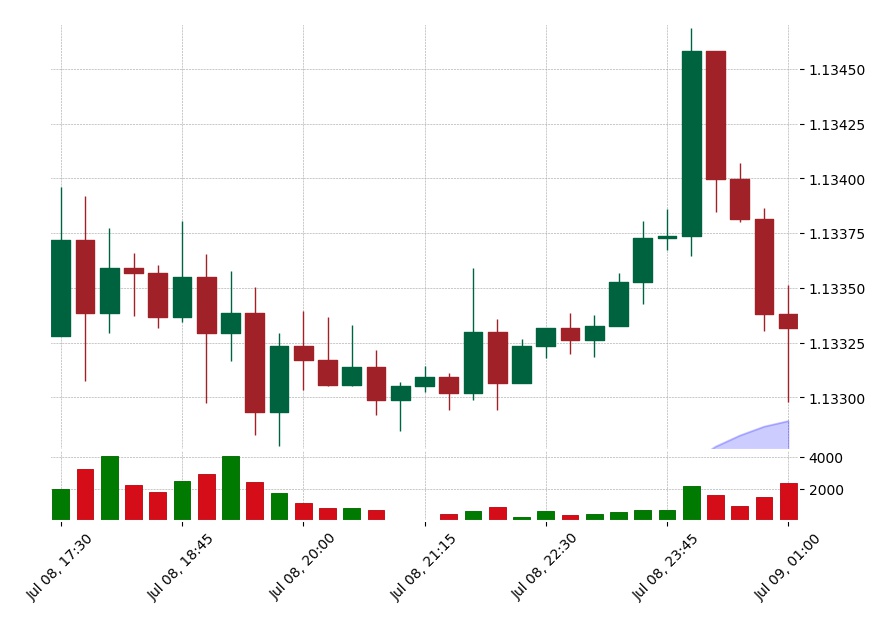 1.13450
1.13425
1.13400
1.13375
1.13350
1.13325
1.13300
4000
2000
Jul 08, 17:30
Jul 08, 18:45
Jul 08, 20:00
Jul 08, 21:15
Jul 08, 22:30
Jul 08, 23:45
Jul 09, 01:00